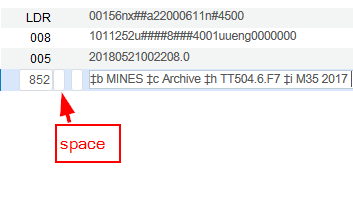 LDR 00156nx##a22000611n#4500
008 1011252u####8###4001uueng0000000
005 20180521002208.0
852 ‡b MINES ‡c Archive ‡h TT504.6.F7 ‡i M35 2017
space